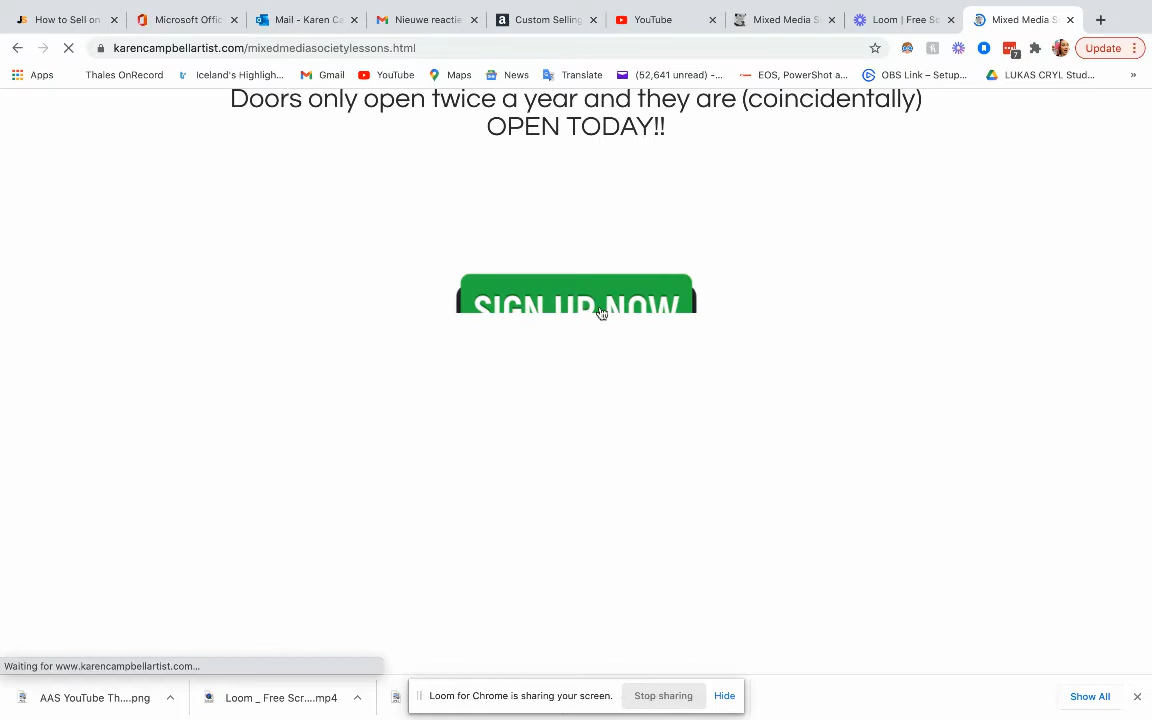 How to Sell on
Microsoft Offic
Mail - Karen Ca
Nieuwe reactie
Custom Selling
YouTube
Mixed Media S
Loom | Free Sc
Mixed Media S
karencampbellartist.com/mixedmediasocietylessons.html
7
Update
Apps
Thales OnRecord
Iceland's Highligh...
Gmail
YouTube
Maps
News
Translate
(52,641 unread) -...
EOS, PowerShot a...
OBS Link – Setup...
LUKAS CRYL Stud...
»
Doors only open twice a year and they are (coincidentally)
OPEN TODAY!!
SIGN UP NOW
Waiting for www.karencampbellartist.com...
AAS YouTube Th....png
Loom _ Free Scr....mp4
Loom for Chrome is sharing your screen.
Stop sharing
Hide
Show All